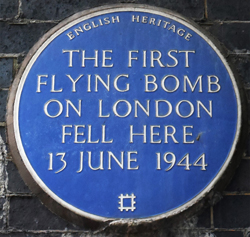 ENGLISH HERITAGE
THE FIRST
FLYING BOMB
ON LONDON
FELL HERE
13 JUNE 1944